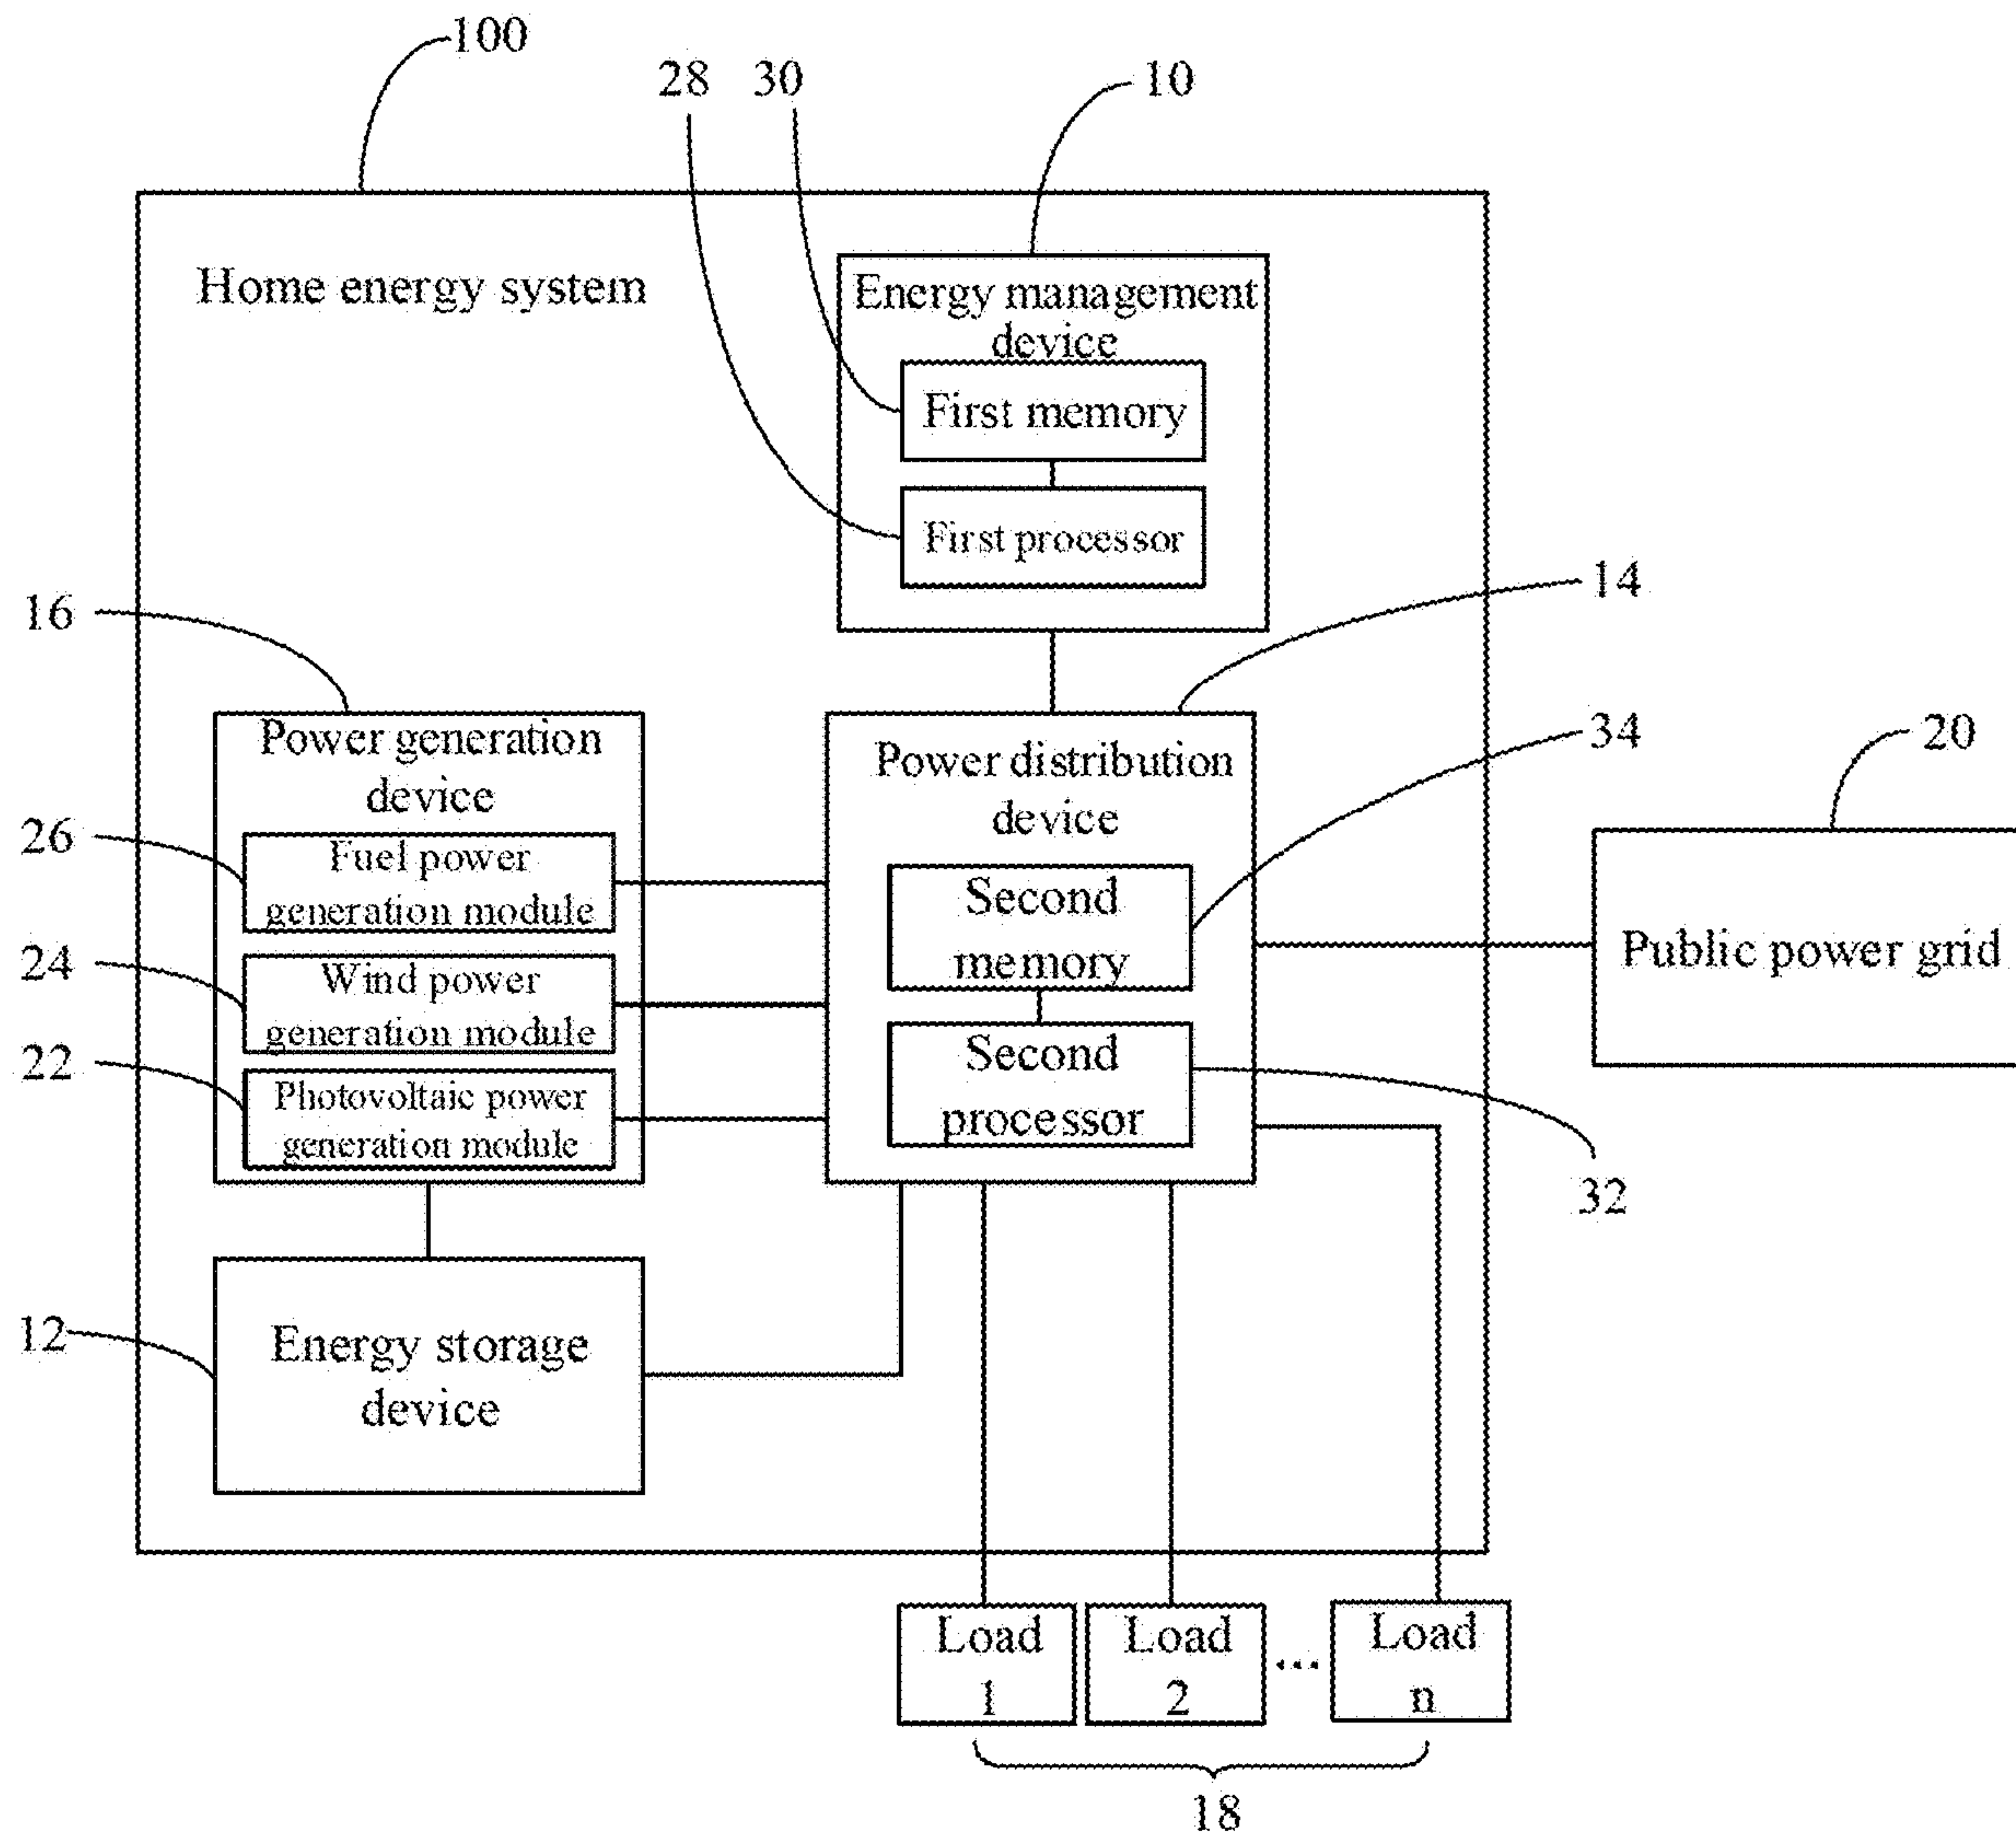 100
28
30
10
Home energy system
Energy management
device
First memory
First processor
16
14
Power generation
device
Power distribution
device
34
20
26
Fuel power
generation module
Second
memory
Public power grid
24
Wind power
generation module
22
Photovoltaic power
generation module
Second
processor
32
12
Energy storage
device
Load
1
Load
2
...
Load
n
18